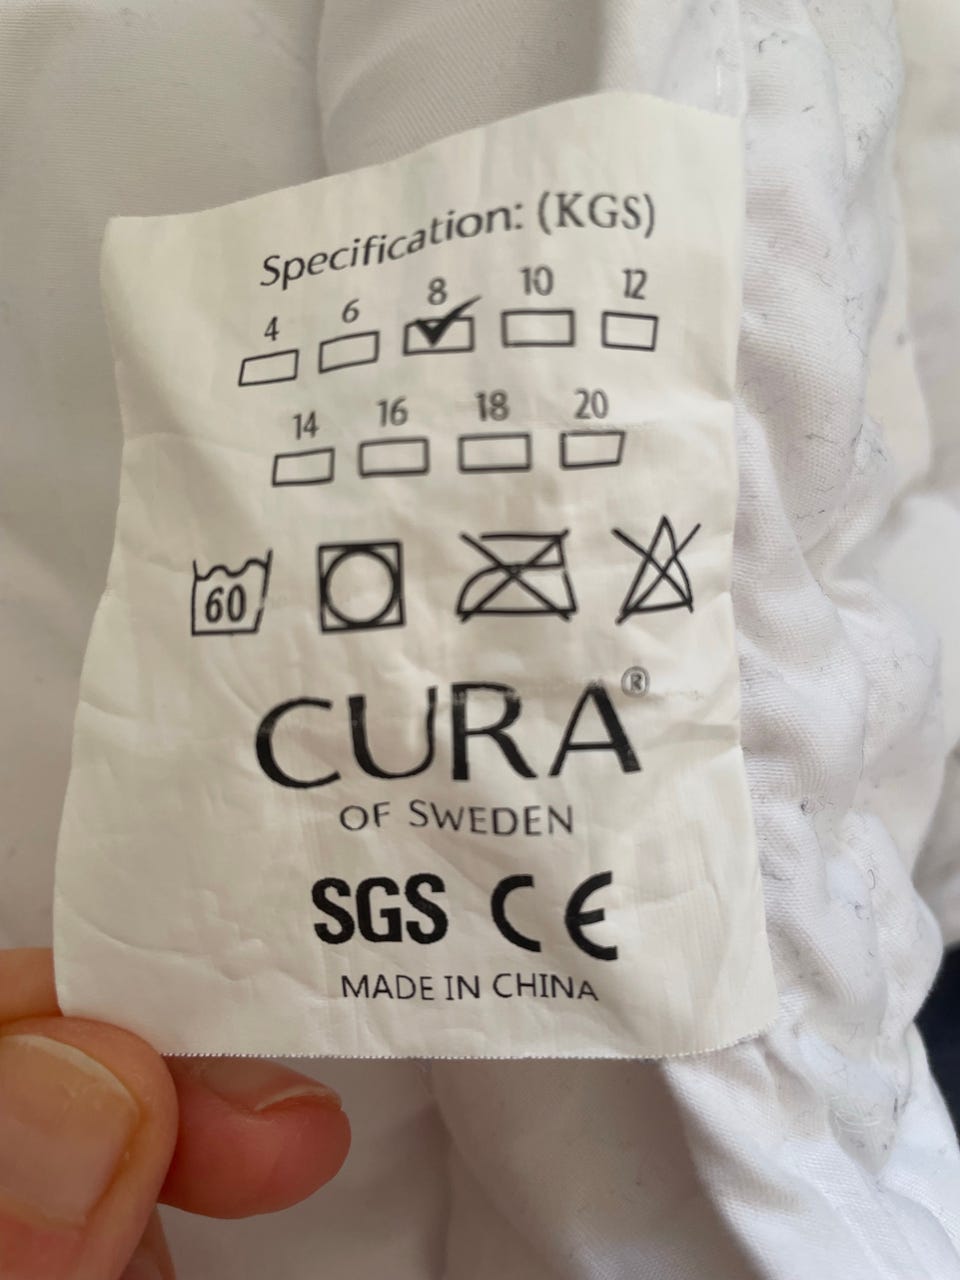 Specification: (KGS)
4 6 8 10 12
14 16 18 20
60
CURA®
OF SWEDEN
SGS CE
MADE IN CHINA